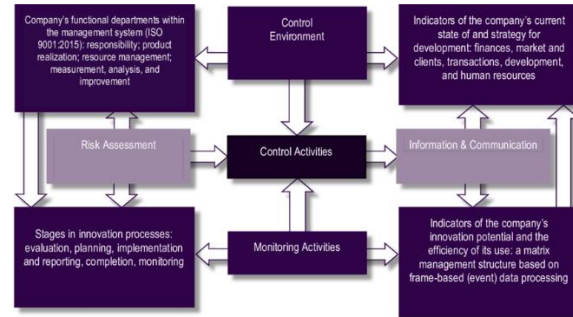 Company's functional departments within
the management system (ISO
9001:2015): responsibility; product
realization; resource management;
measurement, analysis, and
improvement
Control
Environment
Indicators of the company's current
state of and strategy for
development: finances, market and
clients, transactions, development,
and human resources
Risk Assessment
Control Activities
Information & Communication
Stages in innovation processes:
evaluation, planning, implementation
and reporting, completion, monitoring
Monitoring Activities
Indicators of the company's
innovation potential and the
efficiency of its use: a matrix
management structure based on
frame-based (event) data processing